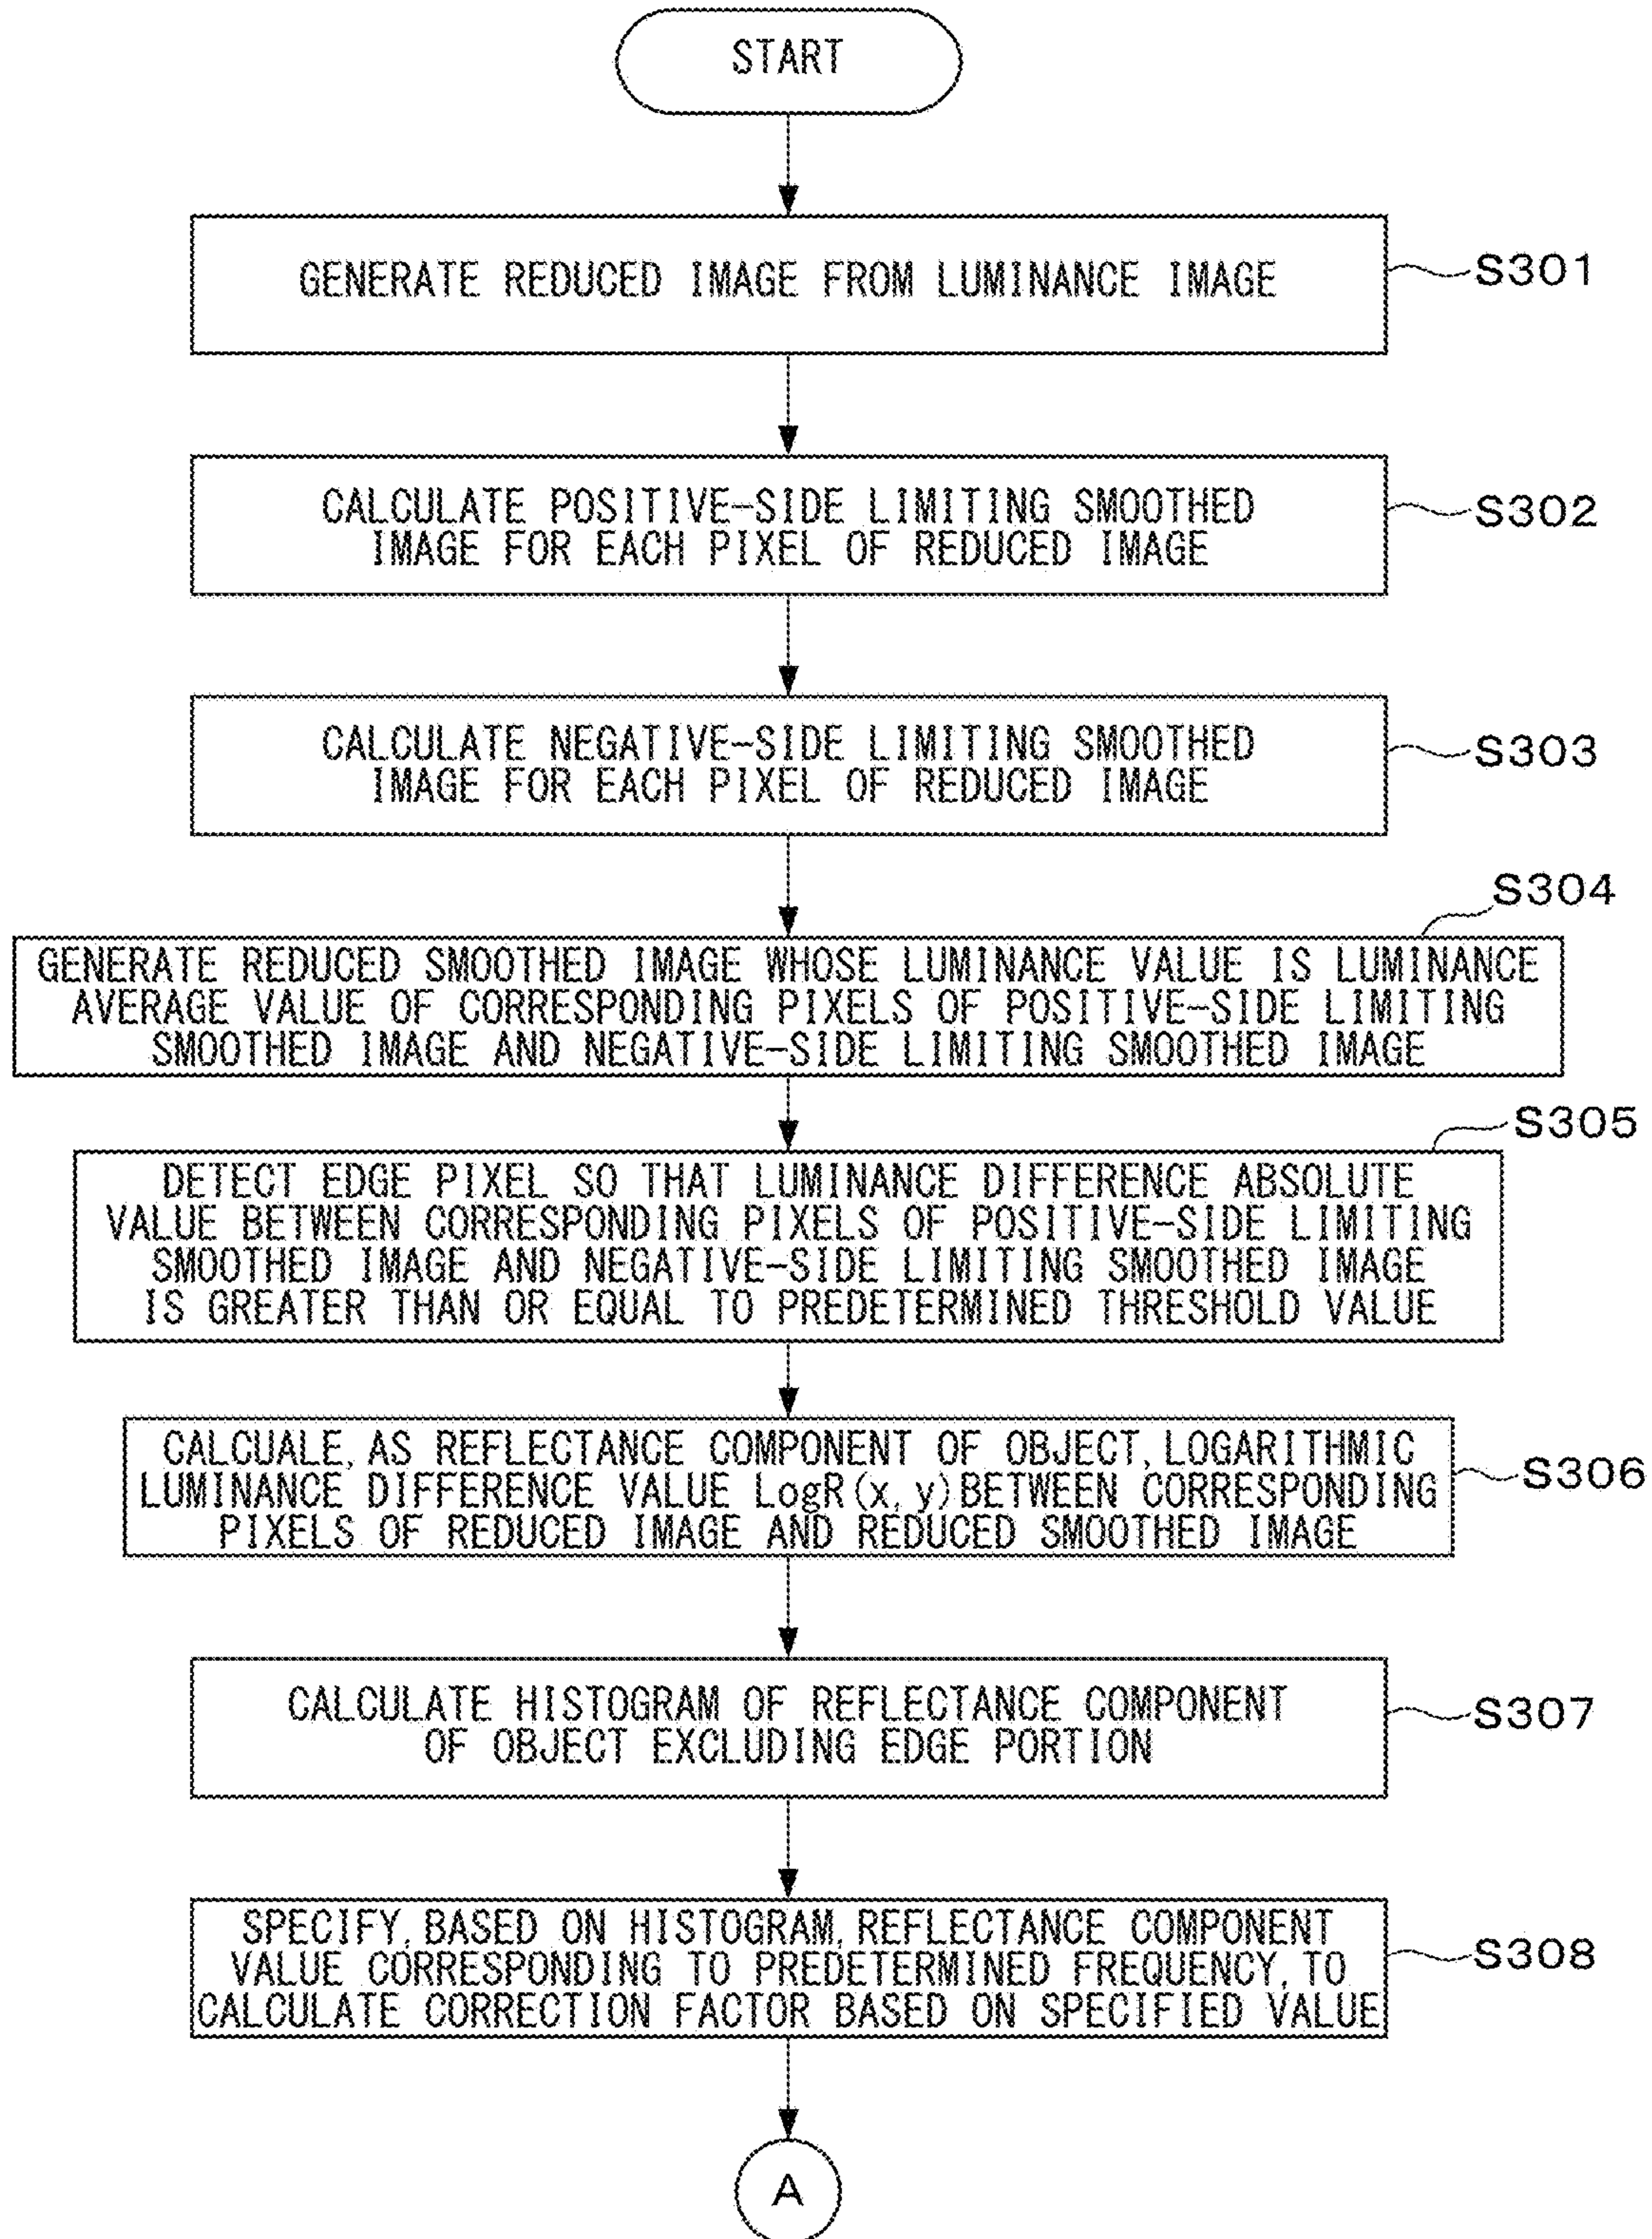 START
GENERATE REDUCED IMAGE FROM LUMINANCE IMAGE
S301
CALCULATE POSITIVE-SIDE LIMITING SMOOTHED
IMAGE FOR EACH PIXEL OF REDUCED IMAGE
S302
CALCULATE NEGATIVE-SIDE LIMITING SMOOTHED
IMAGE FOR EACH PIXEL OF REDUCED IMAGE
S303
S304
GENERATE REDUCED SMOOTHED IMAGE WHOSE LUMINANCE VALUE IS LUMINANCE
AVERAGE VALUE OF CORRESPONDING PIXELS OF POSITIVE-SIDE LIMITING
SMOOTHED IMAGE AND NEGATIVE-SIDE LIMITING SMOOTHED IMAGE
S305
DETECT EDGE PIXEL SO THAT LUMINANCE DIFFERENCE ABSOLUTE
VALUE BETWEEN CORRESPONDING PIXELS OF POSITIVE-SIDE LIMITING
SMOOTHED IMAGE AND NEGATIVE-SIDE LIMITING SMOOTHED IMAGE
IS GREATER THAN OR EQUAL TO PREDETERMINED THRESHOLD VALUE
CALCUALE, AS REFLECTANCE COMPONENT OF OBJECT, LOGARITHMIC
LUMINANCE DIFFERENCE VALUE LogR(x, y) BETWEEN CORRESPONDING
PIXELS OF REDUCED IMAGE AND REDUCED SMOOTHED IMAGE
S306
CALCULATE HISTOGRAM OF REFLECTANCE COMPONENT
OF OBJECT EXCLUDING EDGE PORTION
S307
SPECIFY, BASED ON HISTOGRAM, REFLECTANCE COMPONENT
VALUE CORRESPONDING TO PREDETERMINED FREQUENCY, TO
CALCULATE CORRECTION FACTOR BASED ON SPECIFIED VALUE
S308
A